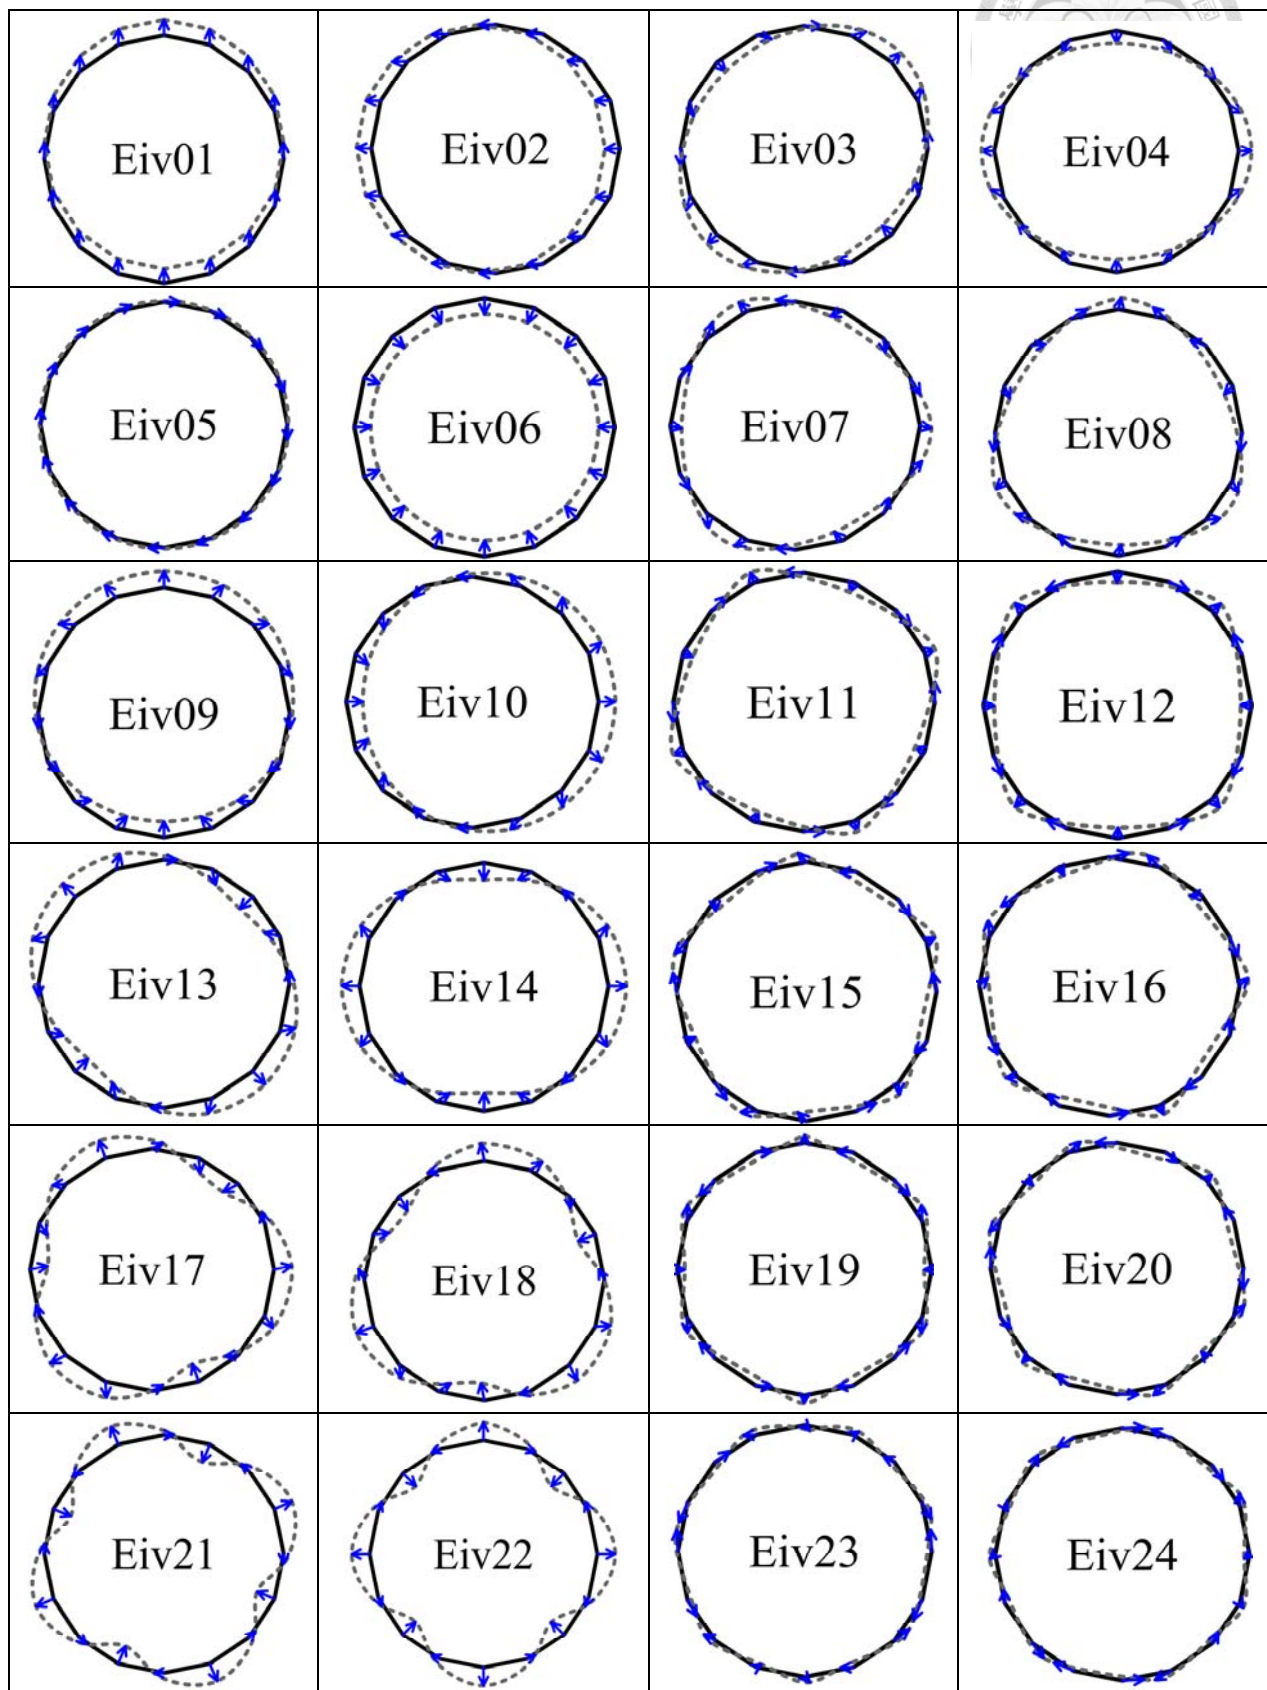 Eiv01 Eiv02 Eiv03 Eiv04
Eiv05 Eiv06 Eiv07 Eiv08
Eiv09 Eiv10 Eiv11 Eiv12
Eiv13 Eiv14 Eiv15 Eiv16
Eiv17 Eiv18 Eiv19 Eiv20
Eiv21 Eiv22 Eiv23 Eiv24